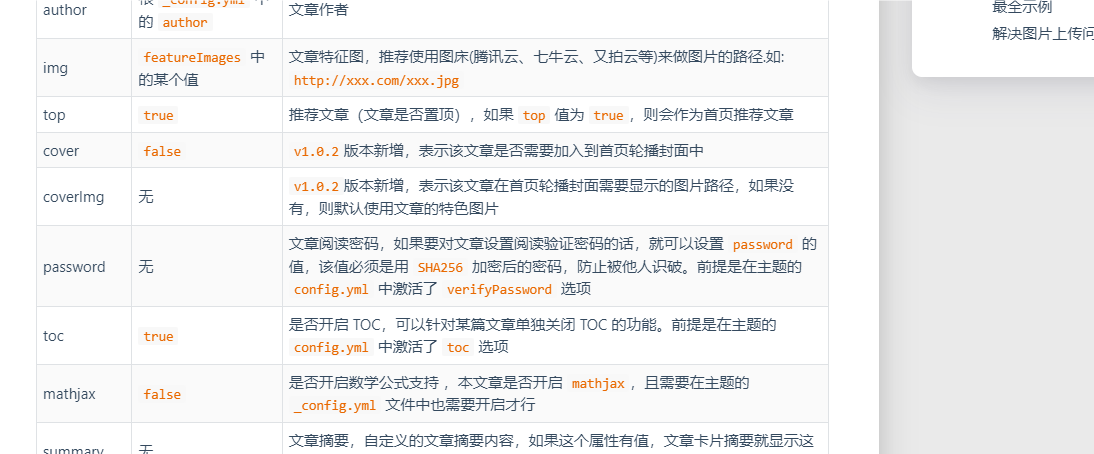 author
根 _config.yml 中
的 author
文章作者
img
featureImages 中
的某个值
文章特征图，推荐使用图床(腾讯云、七牛云、又拍云等)来做图片的路径.如:
http://xxx.com/xxx.jpg
top
true
推荐文章（文章是否置顶），如果 top 值为 true，则会作为首页推荐文章
cover
false
v1.0.2版本新增，表示该文章是否需要加入到首页轮播封面中
coverImg
无
v1.0.2版本新增，表示该文章在首页轮播封面需要显示的图片路径，如果没
有，则默认使用文章的特色图片
password
无
文章阅读密码，如果要对文章设置阅读验证密码的话，就可以设置 password 的
值，该值必须是用 SHA256 加密后的密码，防止被他人识破。前提是在主题的
config.yml 中激活了 verifyPassword 选项
toc
true
是否开启 TOC，可以针对某篇文章单独关闭 TOC 的功能。前提是在主题的
config.yml 中激活了 toc 选项
mathjax
false
是否开启数学公式支持 ，本文章是否开启 mathjax，且需要在主题的
_config.yml 文件中也需要开启才行
summary
无
文章摘要，自定义的文章摘要内容，如果这个属性有值，文章卡片摘要就显示这
最全示例
解决图片上传问